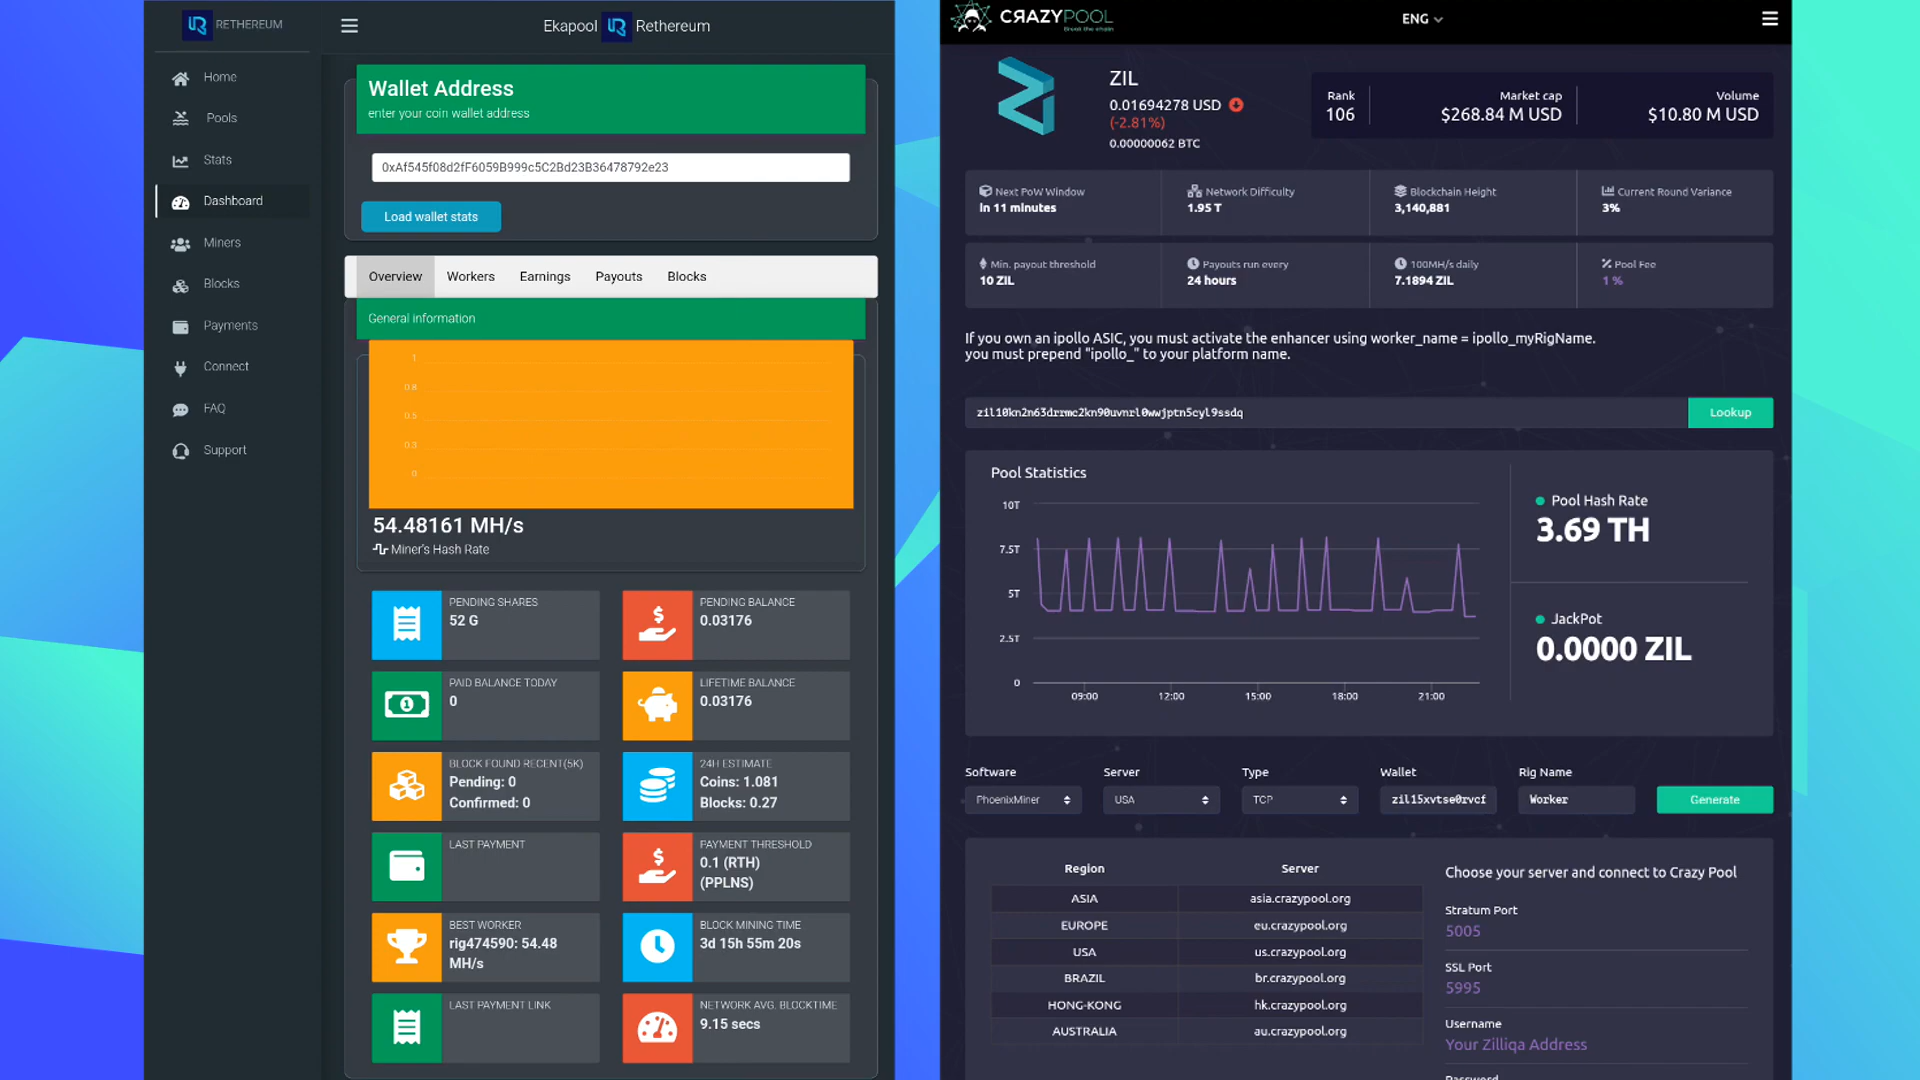 RETHEREUM
Home
Pools
Stats
Dashboard
Miners
Blocks
Payments
Connect
FAQ
Support
Ekapool Rethereum
Wallet Address
enter your coin wallet address
0xAf545f08d2fF6059B999c5C2Bd23B36478792e23
Load wallet stats
Overview Workers Earnings Payouts Blocks
General information
1
0.8
0.5
0.3
0
54.48161 MH/s
Miner's Hash Rate
PENDING SHARES
52 G
PENDING BALANCE
0.03176
PAID BALANCE TODAY
0
LIFETIME BALANCE
0.03176
BLOCK FOUND RECENT(5K)
Pending: 0
Confirmed: 0
24H ESTIMATE
Coins: 1.081
Blocks: 0.27
LAST PAYMENT
PAYMENT THRESHOLD
0.1 (RTH)
(PPLNS)
BEST WORKER
rig474590: 54.48
MH/s
BLOCK MINING TIME
3d 15h 55m 20s
LAST PAYMENT LINK
NETWORK AVG. BLOCKTIME
9.15 secs
CRAZYPOOL
Break the chain
ENG
ZIL
0.01694278 USD
(-2.81%)
0.00000062 BTC
Rank
106
Market cap
$268.84 M USD
Volume
$10.80 M USD
Next PoW Window
in 11 minutes
Network Difficulty
1.95 T
Blockchain Height
3,140,881
Current Round Variance
3%
Min. payout threshold
10 ZIL
Payouts run every
24 hours
100MH/s daily
7.1894 ZIL
Pool Fee
1 %
If you own an ipollo ASIC, you must activate the enhancer using worker_name = ipollo_myRigName.
you must prepend "ipollo_" to your platform name.
zil10kn2n63drrmc2kn90uvnrl0wwjptn5cyl9ssdq
Lookup
Pool Statistics
10T
7.5T
5T
2.5T
0
09:00 12:00 15:00 18:00 21:00
Pool Hash Rate
3.69 TH
JackPot
0.0000 ZIL
Software
PhoenixMiner
Server
USA
Type
TCP
Wallet
zil15xvtse0rvcf
Rig Name
Worker
Generate
Region Server
ASIA asia.crazypool.org
EUROPE eu.crazypool.org
USA us.crazypool.org
BRAZIL br.crazypool.org
HONG-KONG hk.crazypool.org
AUSTRALIA au.crazypool.org
Choose your server and connect to Crazy Pool
Stratum Port
5005
SSL Port
5995
Username
Your Zilliqa Address